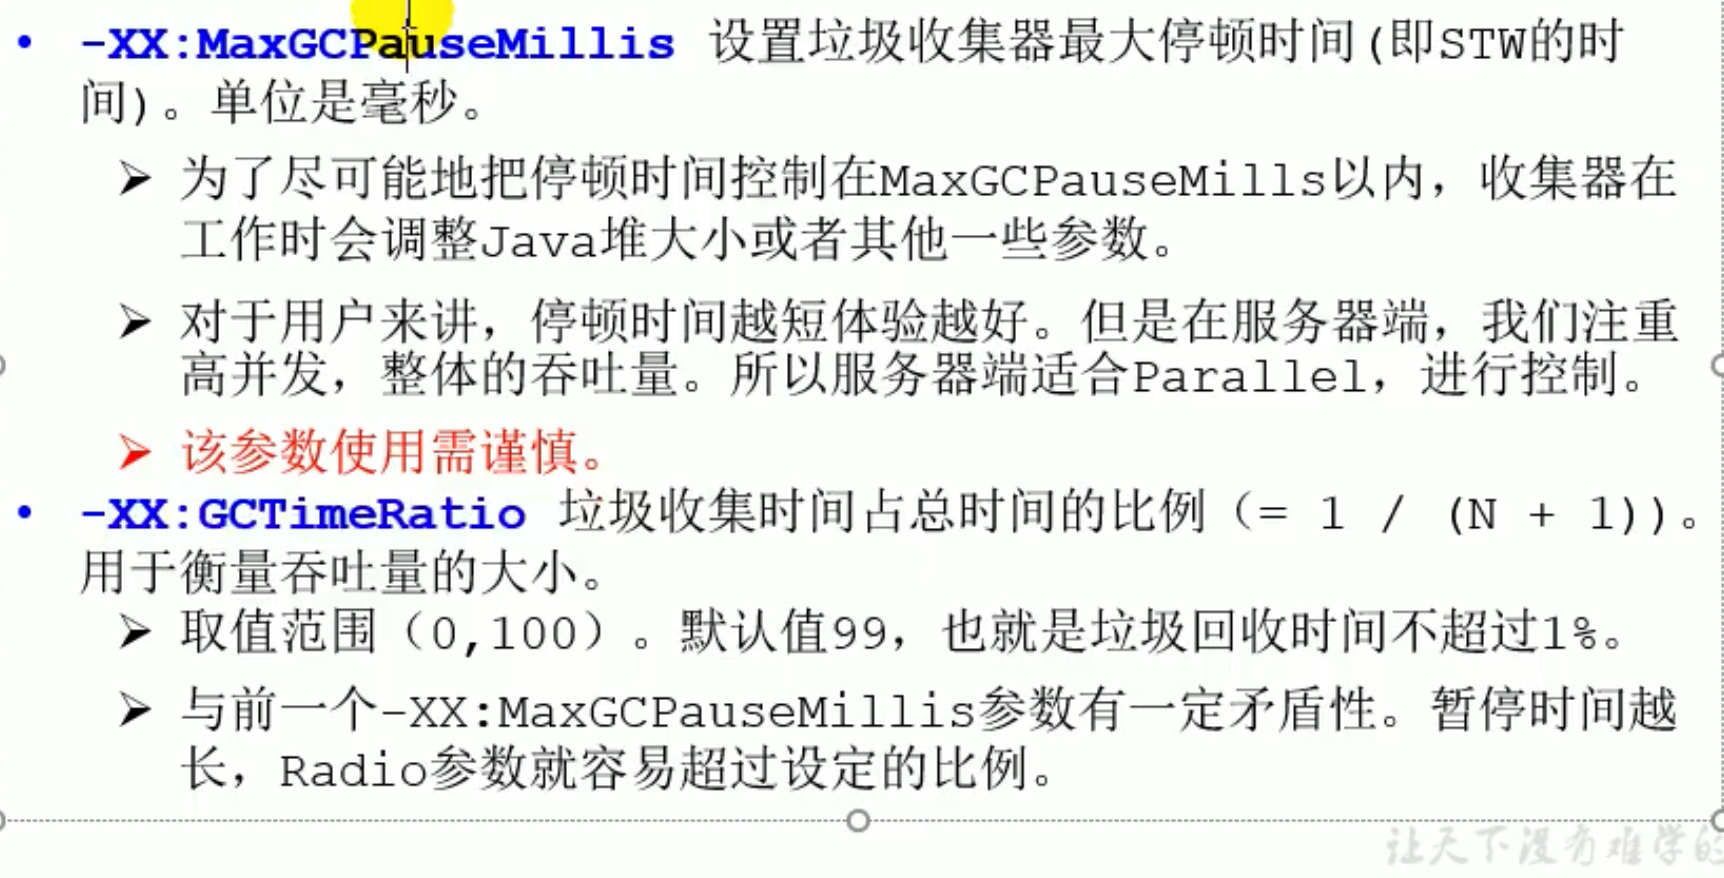 • -XX:MaxGCPauseMillis 设置垃圾收集器最大停顿时间(即STW的时
间)。单位是毫秒。
➢ 为了尽可能地把停顿时间控制在MaxGCPauseMills以内，收集器在
工作时会调整Java堆大小或者其他一些参数。
➢ 对于用户来讲，停顿时间越短体验越好。但是在服务器端，我们注重
高并发，整体的吞吐量。所以服务器端适合Parallel，进行控制。
➢ 该参数使用需谨慎。
• -XX:GCTimeRatio 垃圾收集时间占总时间的比例（= 1 / (N + 1)）。
用于衡量吞吐量的大小。
➢ 取值范围（0,100）。默认值99，也就是垃圾回收时间不超过1%。
➢ 与前一个-XX:MaxGCPauseMillis参数有一定矛盾性。暂停时间越
长，Radio参数就容易超过设定的比例。
让天下没有难学的